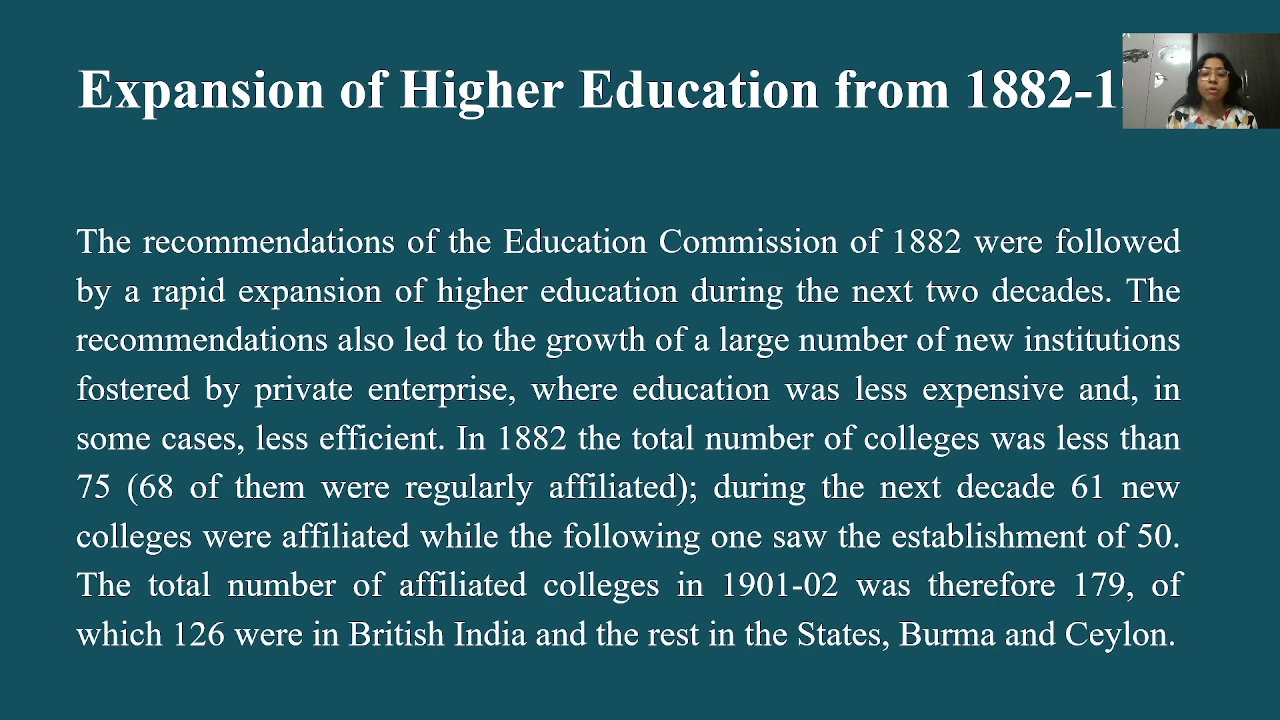 Expansion of Higher Education from 1882-1
The recommendations of the Education Commission of 1882 were followed
by a rapid expansion of higher education during the next two decades. The
recommendations also led to the growth of a large number of new institutions
fostered by private enterprise, where education was less expensive and, in
some cases, less efficient. In 1882 the total number of colleges was less than
75 (68 of them were regularly affiliated); during the next decade 61 new
colleges were affiliated while the following one saw the establishment of 50.
The total number of affiliated colleges in 1901-02 was therefore 179, of
which 126 were in British India and the rest in the States, Burma and Ceylon.